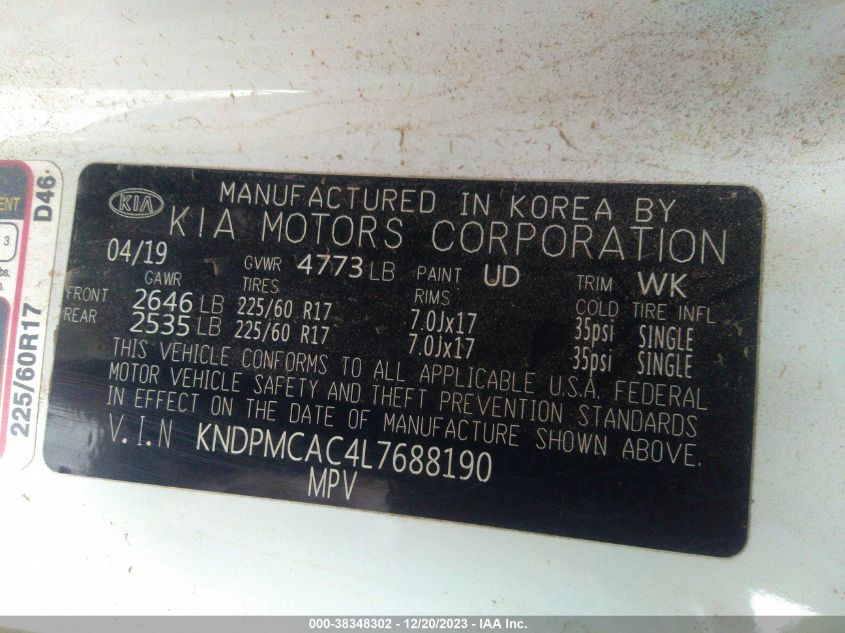 MENT
3
lbs.
225/60R17 D46
KIA
MANUFACTURED IN KOREA BY
KIA MOTORS CORPORATION
04/19 GVWR 4773 LB PAINT UD TRIM WK
GAWR TIRES RIMS COLD TIRE INFL
FRONT 2646 LB 225/60 R17 7.0Jx17 35psi SINGLE
REAR 2535 LB 225/60 R17 7.0Jx17 35psi SINGLE
THIS VEHICLE CONFORMS TO ALL APPLICABLE U.S.A. FEDERAL
MOTOR VEHICLE SAFETY AND THEFT PREVENTION STANDARDS
IN EFFECT ON THE DATE OF MANUFACTURE SHOWN ABOVE.
V.I.N KNDPMCAC4L7688190
MPV
000-38348302 - 12/20/2023 - IAA Inc.